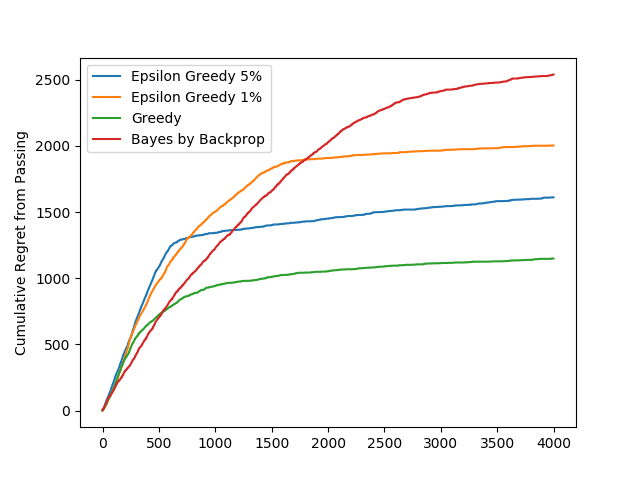 Epsilon Greedy 5%
Epsilon Greedy 1%
Greedy
Bayes by Backprop
Cumulative Regret from Passing
2500
2000
1500
1000
500
0
0 500 1000 1500 2000 2500 3000 3500 4000